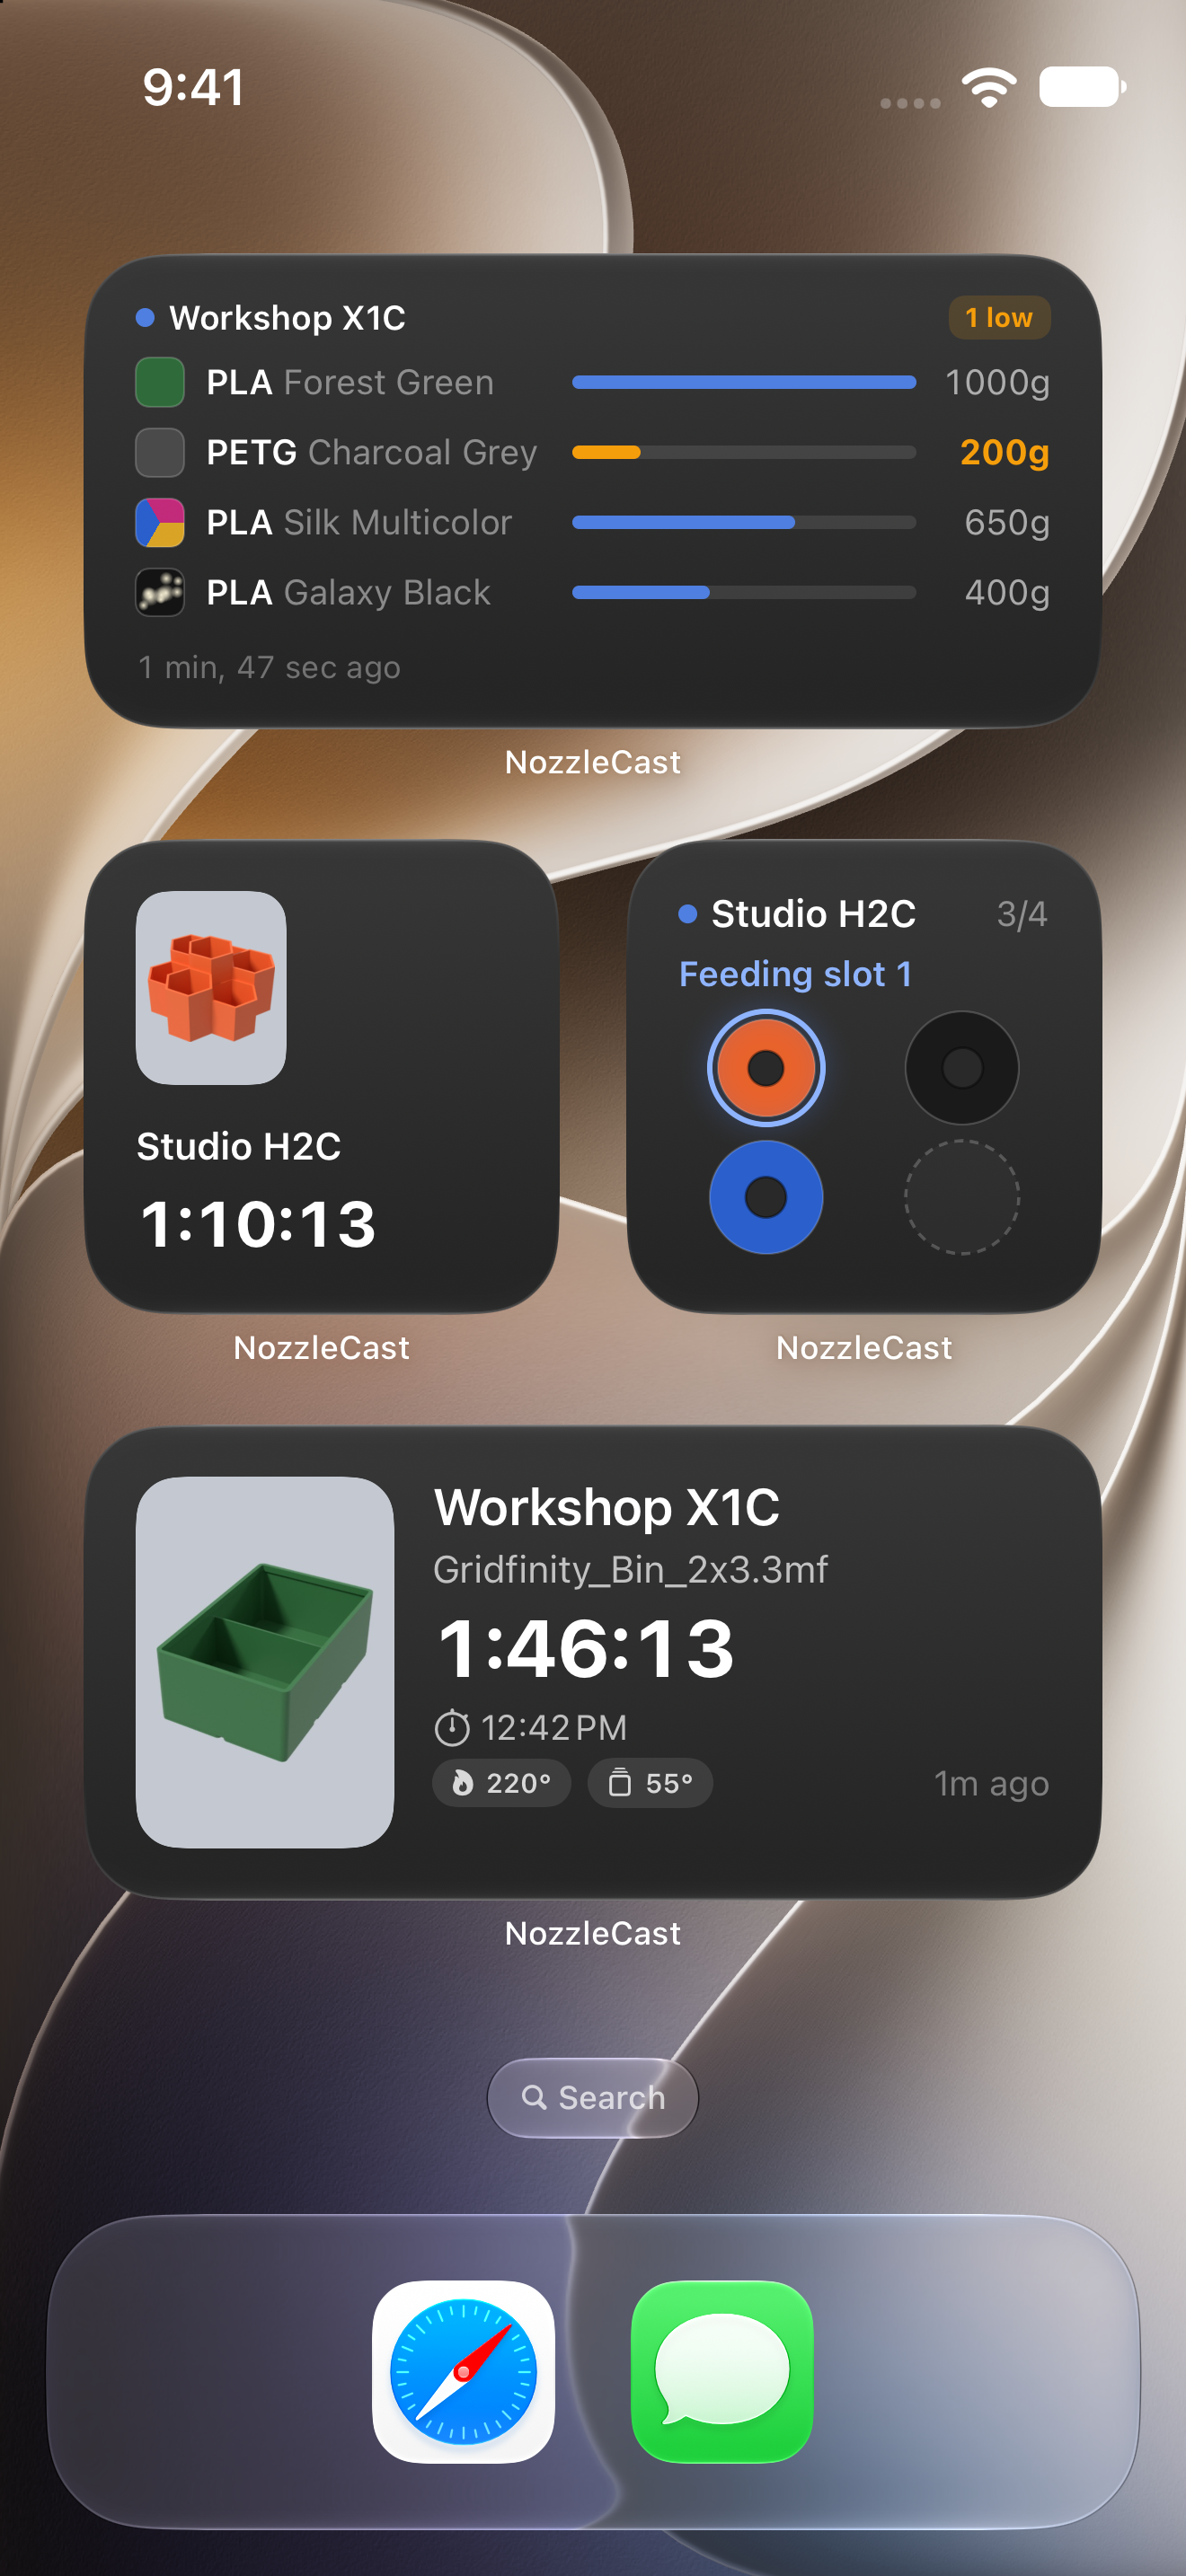 9:41
Workshop X1C
1 low
PLA Forest Green
1000g
PETG Charcoal Grey
200g
PLA Silk Multicolor
650g
PLA Galaxy Black
400g
1 min, 47 sec ago
NozzleCast
Studio H2C
1:10:13
NozzleCast
Studio H2C
3/4
Feeding slot 1
NozzleCast
Workshop X1C
Gridfinity_Bin_2x3.3mf
1:46:13
12:42 PM
220°
55°
1m ago
NozzleCast
Search